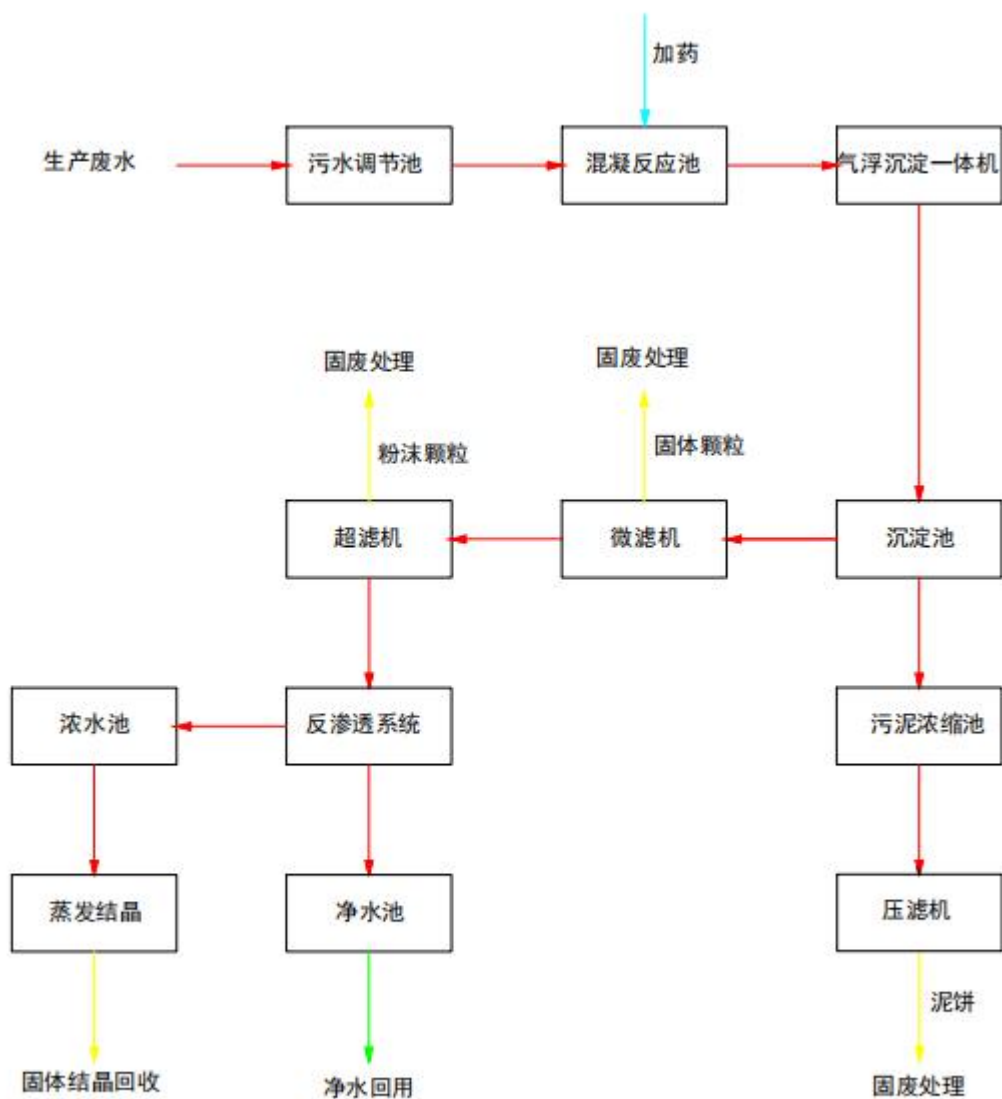 加药
生产废水
污水调节池
混凝反应池
气浮沉淀一体机
固废处理
固废处理
粉沫颗粒
固体颗粒
超滤机
微滤机
沉淀池
浓水池
反渗透系统
污泥浓缩池
蒸发结晶
净水池
压滤机
泥饼
固体结晶回收
净水回用
固废处理